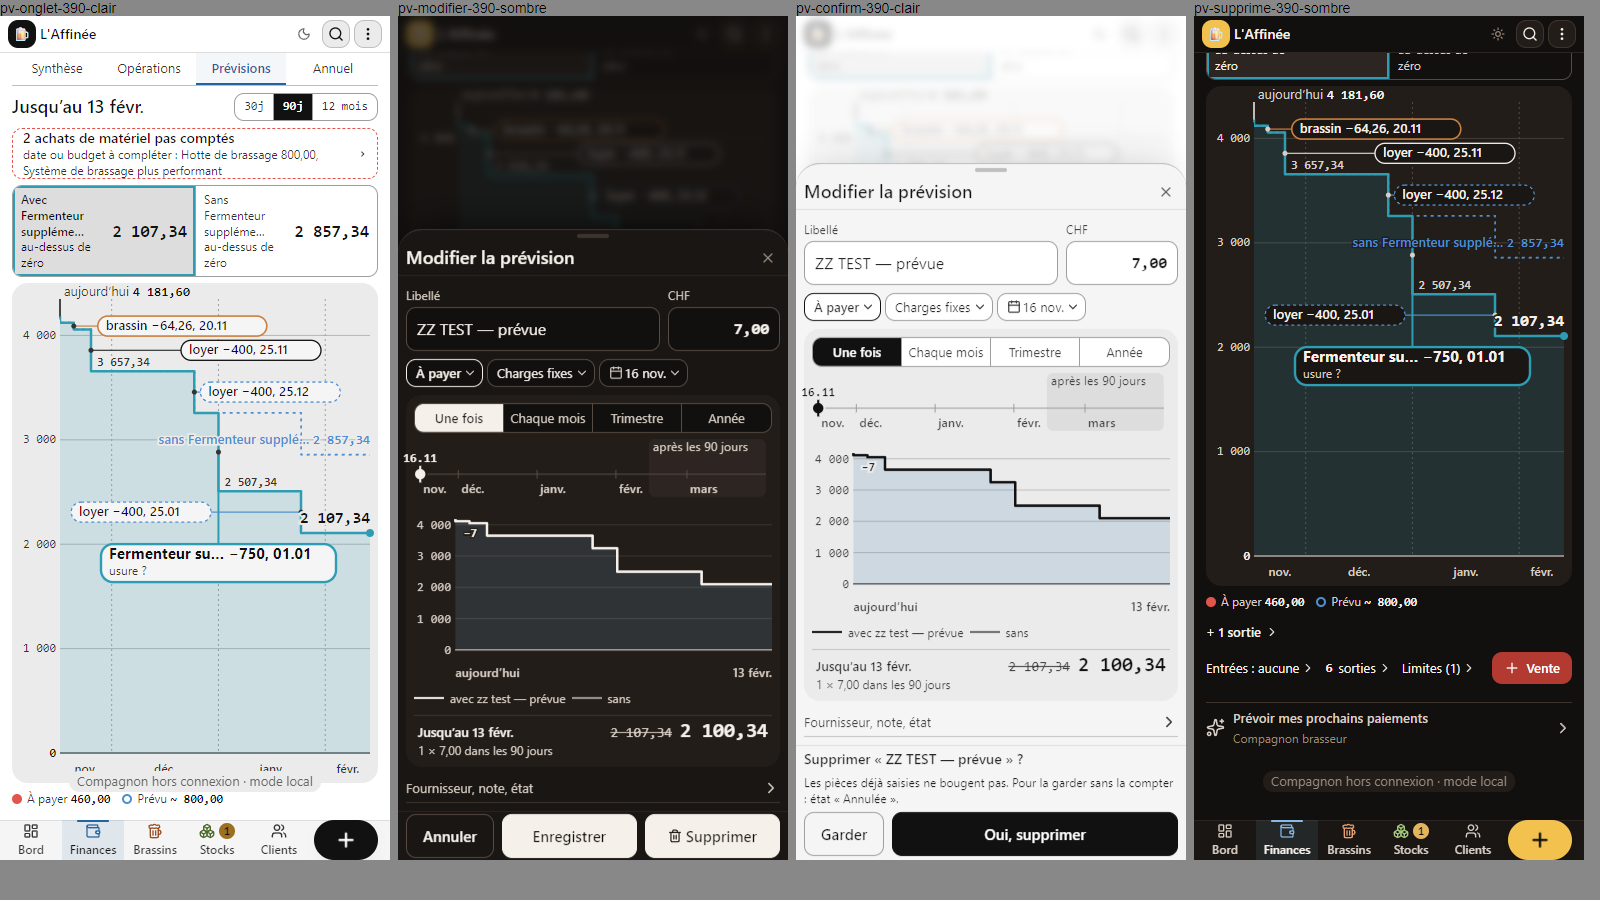 pv-onglet-390-clair
L'Affinée
Synthèse
Opérations
Prévisions
Annuel
Jusqu'au 13 févr.
30j
90j
12 mois
2 achats de matériel pas comptés
date ou budget à compléter : Hotte de brassage 800,00,
Système de brassage plus performant
Avec
Fermenteur
suppléme...
au-dessus de
zéro
2 107,34
Sans
Fermenteur
suppléme...
au-dessus de
zéro
2 857,34
aujourd'hui 4 181,60
4 000
brassin −64,26, 20.11
loyer −400, 25.11
3 657,34
loyer −400, 25.12
3 000
sans Fermenteur supplé... 2 857,34
2 507,34
loyer −400, 25.01
2 107,34
2 000
Fermenteur su... −750, 01.01
usure ?
1 000
0
nov.
déc.
janv.
févr.
Compagnon hors connexion · mode local
À payer 460,00
Prévu ~ 800,00
Bord
Finances
Brassins
Stocks
1
Clients
pv-modifier-390-sombre
Modifier la prévision
Libellé
CHF
ZZ TEST — prévue
7,00
À payer
Charges fixes
16 nov.
Une fois
Chaque mois
Trimestre
Année
après les 90 jours
16.11
nov.
déc.
janv.
févr.
mars
4 000
−7
3 000
2 000
1 000
0
aujourd'hui
13 févr.
avec zz test — prévue
sans
Jusqu'au 13 févr.
2 107,34 2 100,34
1 × 7,00 dans les 90 jours
Fournisseur, note, état
Annuler
Enregistrer
Supprimer
pv-confirm-390-clair
Modifier la prévision
Libellé
CHF
ZZ TEST — prévue
7,00
À payer
Charges fixes
16 nov.
Une fois
Chaque mois
Trimestre
Année
après les 90 jours
16.11
nov.
déc.
janv.
févr.
mars
4 000
−7
3 000
2 000
1 000
0
aujourd'hui
13 févr.
avec zz test — prévue
sans
Jusqu'au 13 févr.
2 107,34 2 100,34
1 × 7,00 dans les 90 jours
Fournisseur, note, état
Supprimer « ZZ TEST — prévue » ?
Les pièces déjà saisies ne bougent pas. Pour la garder sans la compter
: état « Annulée ».
Garder
Oui, supprimer
pv-supprime-390-sombre
L'Affinée
zéro
zéro
aujourd'hui 4 181,60
4 000
brassin −64,26, 20.11
loyer −400, 25.11
3 657,34
loyer −400, 25.12
3 000
sans Fermenteur supplé... 2 857,34
2 507,34
loyer −400, 25.01
2 107,34
2 000
Fermenteur su... −750, 01.01
usure ?
1 000
0
nov.
déc.
janv.
févr.
À payer 460,00
Prévu ~ 800,00
+ 1 sortie
Entrées : aucune
6 sorties
Limites (1)
+ Vente
Prévoir mes prochains paiements
Compagnon brasseur
Compagnon hors connexion · mode local
Bord
Finances
Brassins
Stocks
1
Clients